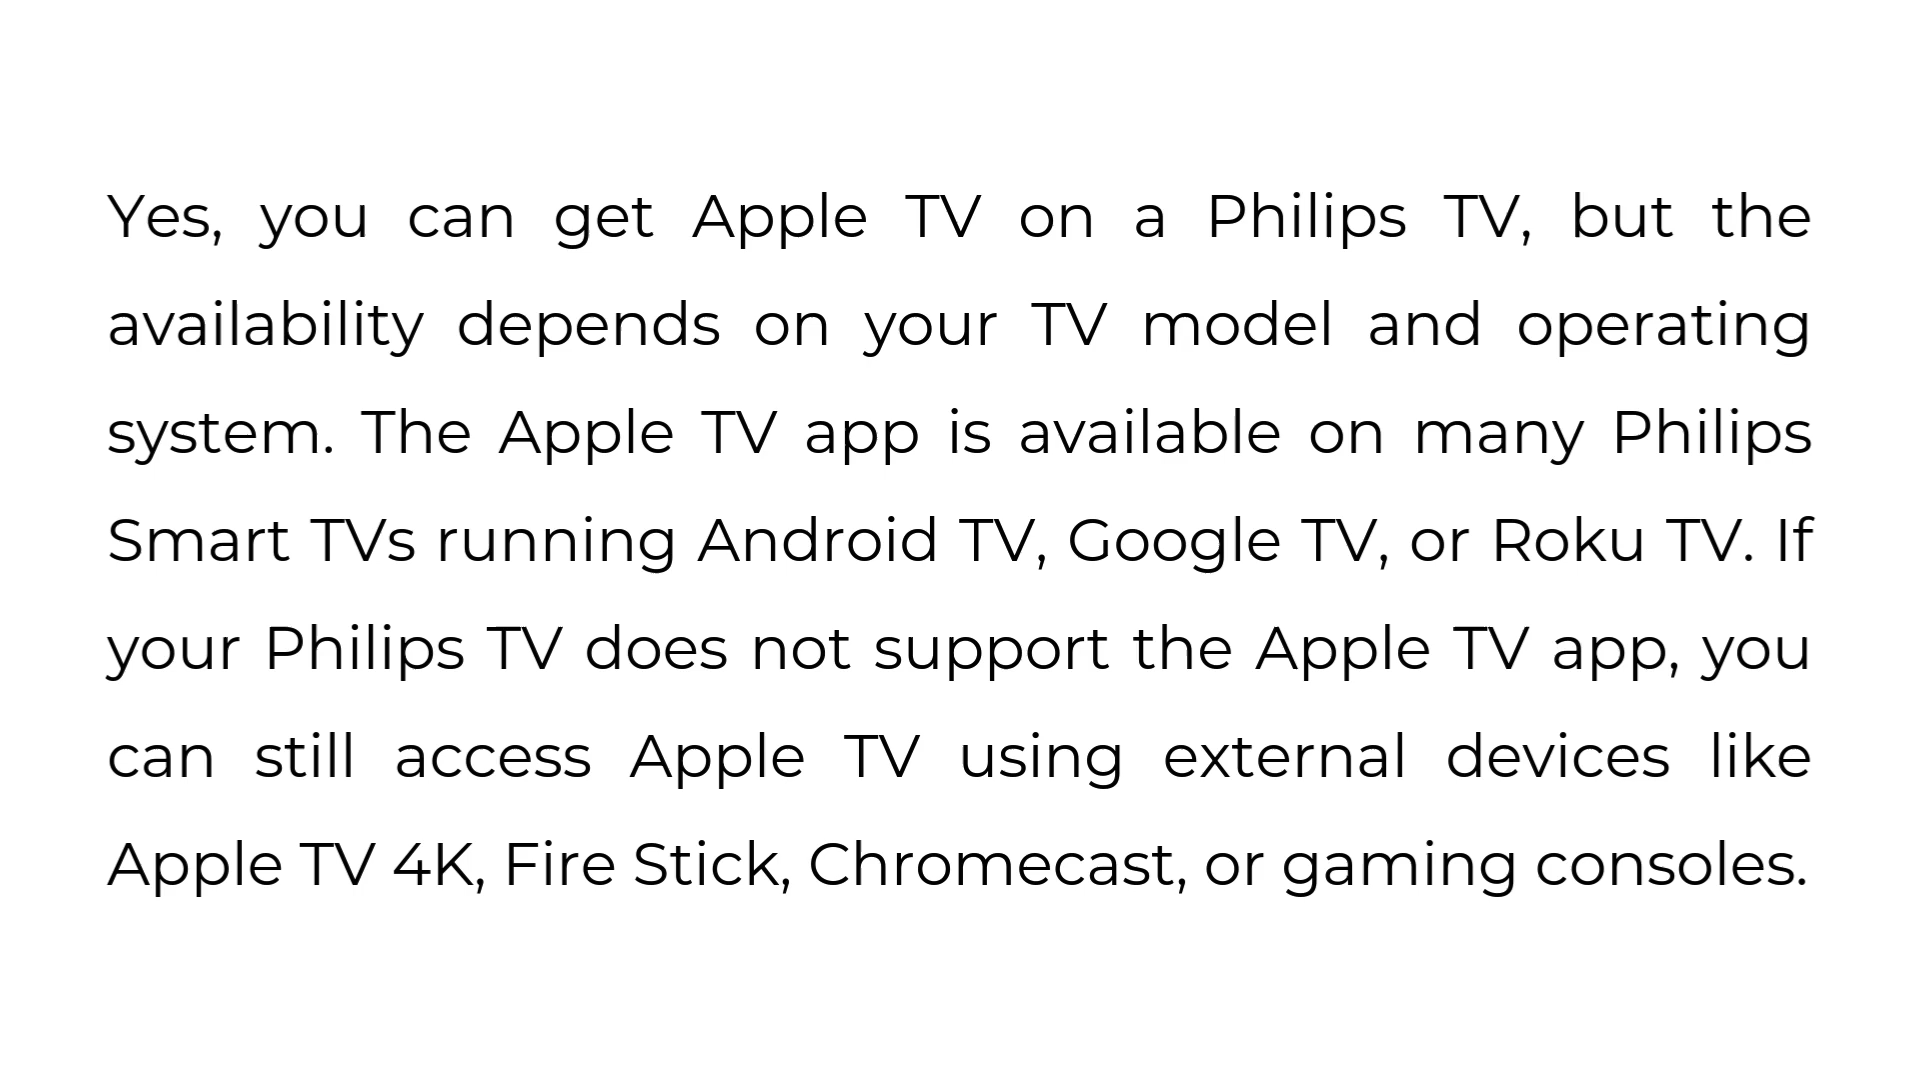 Yes, you can get Apple TV on a Philips TV, but the
availability depends on your TV model and operating
system. The Apple TV app is available on many Philips
Smart TVs running Android TV, Google TV, or Roku TV. If
your Philips TV does not support the Apple TV app, you
can still access Apple TV using external devices like
Apple TV 4K, Fire Stick, Chromecast, or gaming consoles.